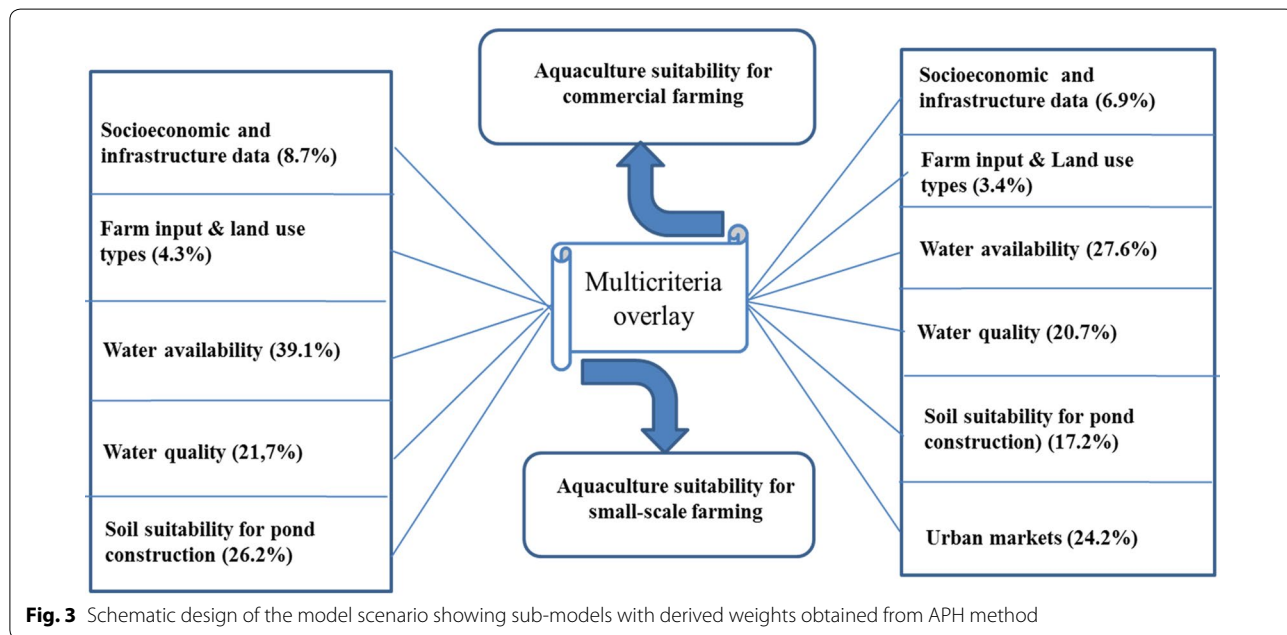 Aquaculture suitability for
commercial farming
Socioeconomic and
infrastructure data (8.7%)
Farm input & land use
types (4.3%)
Water availability (39.1%)
Water quality (21,7%)
Soil suitability for pond
construction (26.2%)
Multicriteria
overlay
Aquaculture suitability for
small-scale farming
Socioeconomic and
infrastructure data (6.9%)
Farm input & Land use
types (3.4%)
Water availability (27.6%)
Water quality (20.7%)
Soil suitability for pond
construction) (17.2%)
Urban markets (24.2%)
Fig. 3 Schematic design of the model scenario showing sub-models with derived weights obtained from APH method